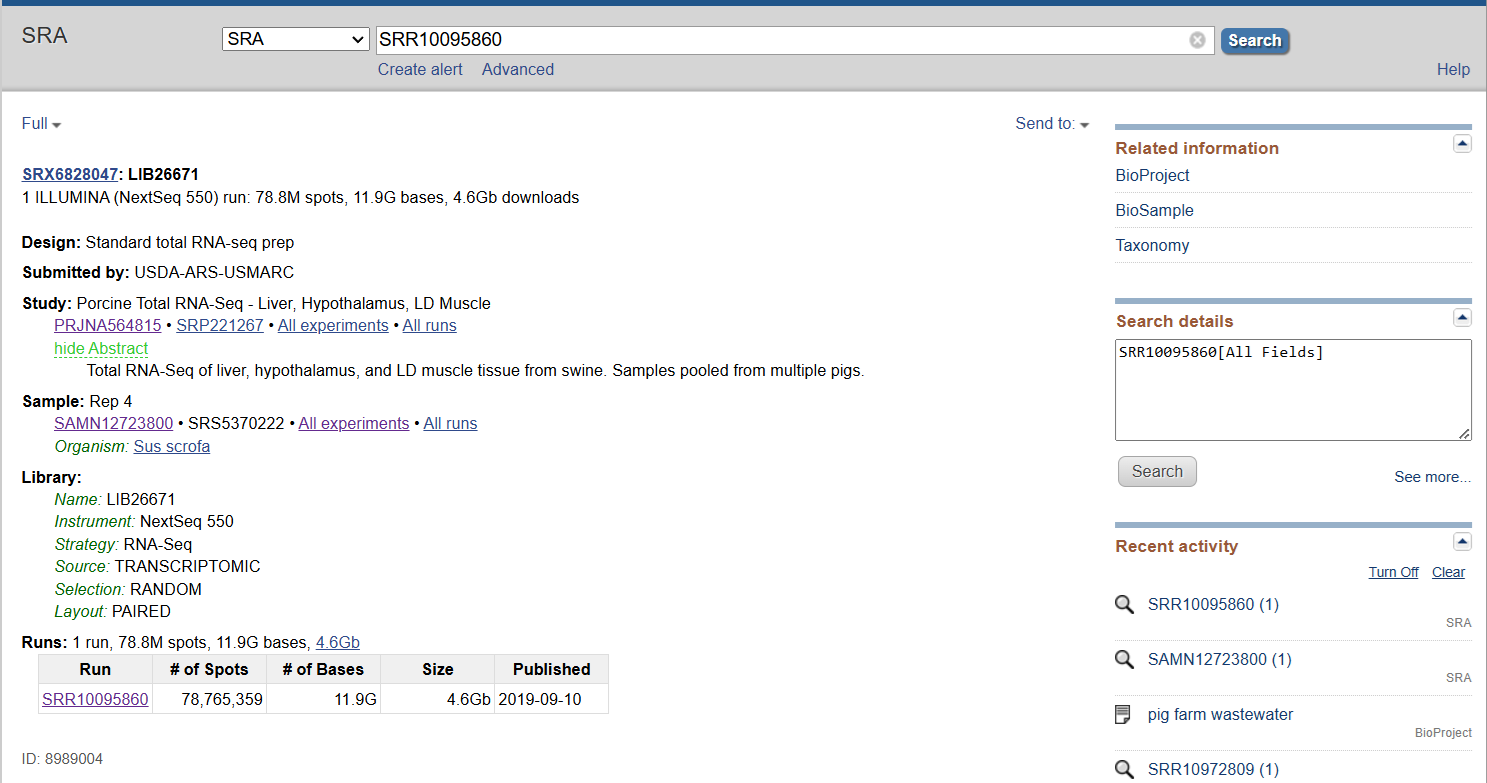 SRA
SRA
SRR10095860
Search
Create alert Advanced
Help
Full
Send to:
SRX6828047: LIB26671
1 ILLUMINA (NextSeq 550) run: 78.8M spots, 11.9G bases, 4.6Gb downloads
Design: Standard total RNA-seq prep
Submitted by: USDA-ARS-USMARC
Study: Porcine Total RNA-Seq - Liver, Hypothalamus, LD Muscle
PRJNA564815 • SRP221267 • All experiments • All runs
hide Abstract
Total RNA-Seq of liver, hypothalamus, and LD muscle tissue from swine. Samples pooled from multiple pigs.
Sample: Rep 4
SAMN12723800 • SRS5370222 • All experiments • All runs
Organism: Sus scrofa
Library:
Name: LIB26671
Instrument: NextSeq 550
Strategy: RNA-Seq
Source: TRANSCRIPTOMIC
Selection: RANDOM
Layout: PAIRED
Runs: 1 run, 78.8M spots, 11.9G bases, 4.6Gb
Run # of Spots # of Bases Size Published
SRR10095860 78,765,359 11.9G 4.6Gb 2019-09-10
ID: 8989004
Related information
BioProject
BioSample
Taxonomy
Search details
SRR10095860[All Fields]
Search
See more...
Recent activity
Turn Off Clear
SRR10095860 (1)
SRA
SAMN12723800 (1)
SRA
pig farm wastewater
BioProject
SRR10972809 (1)